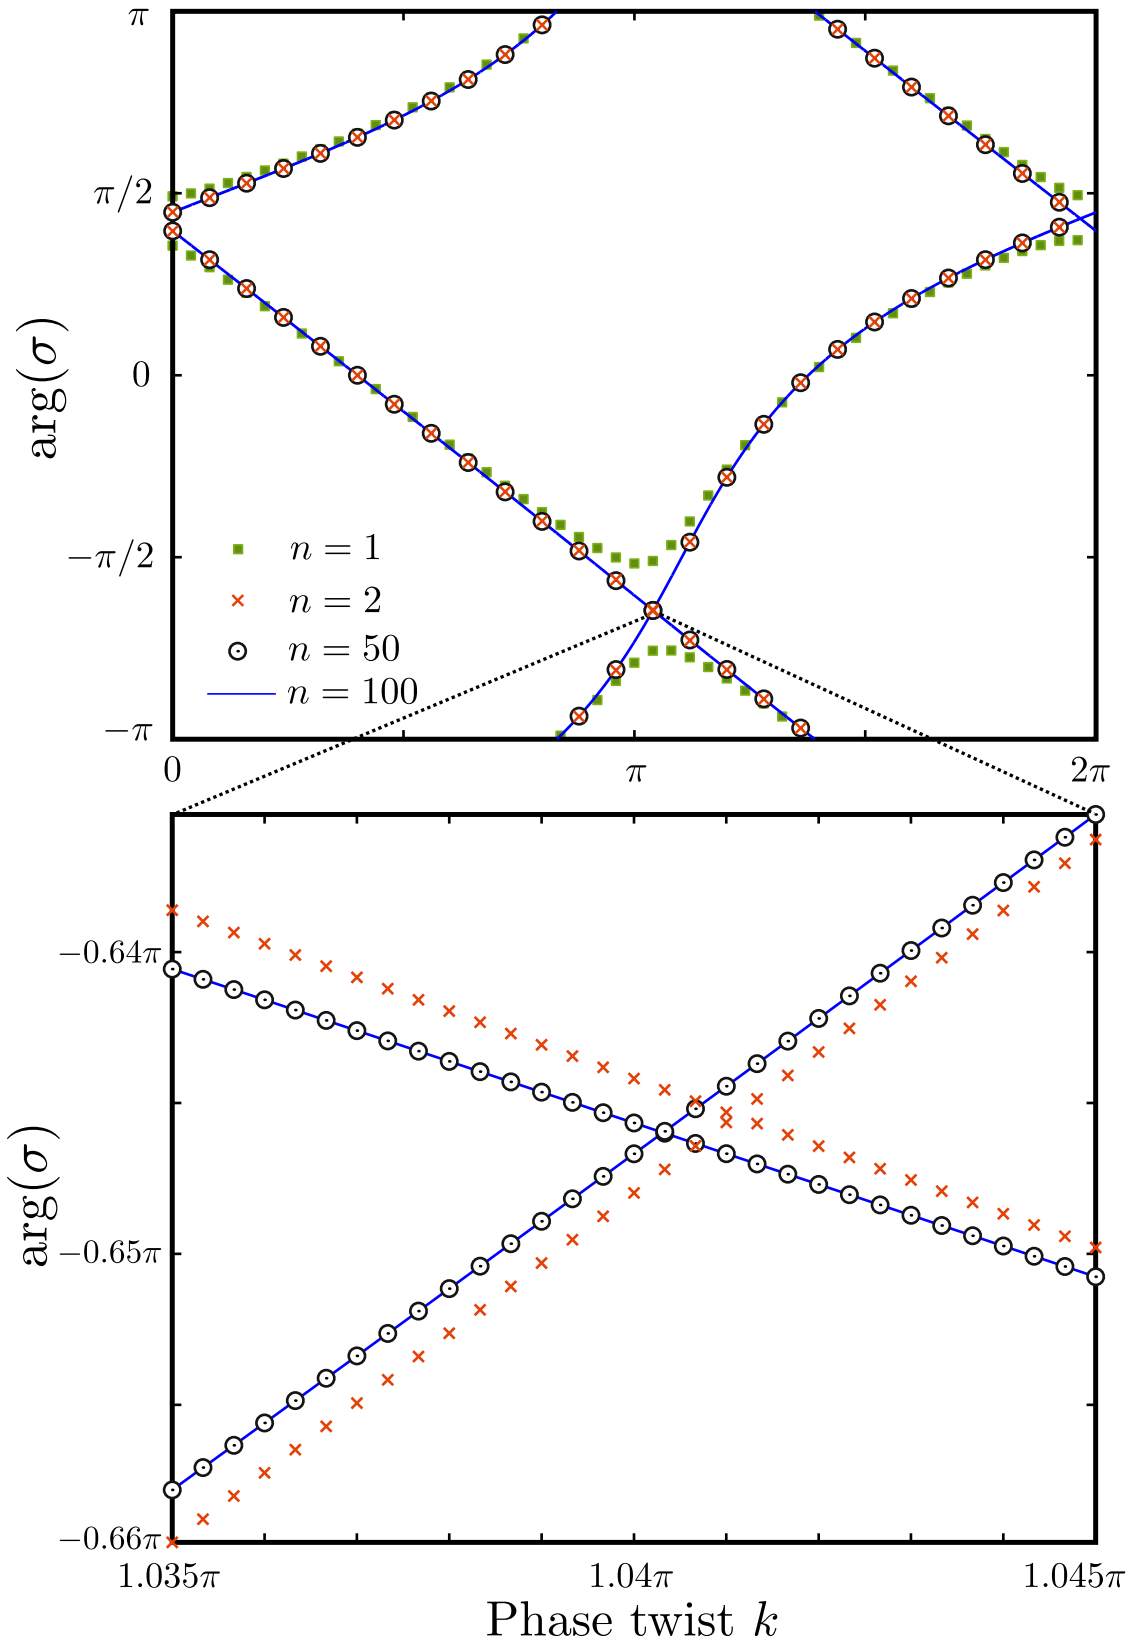 π
π/2
arg(σ)
0
−π/2
−π
n = 1
n = 2
n = 50
n = 100
0
π
2π
−0.64π
arg(σ)
−0.65π
−0.66π
1.035π
1.04π
1.045π
Phase twist k